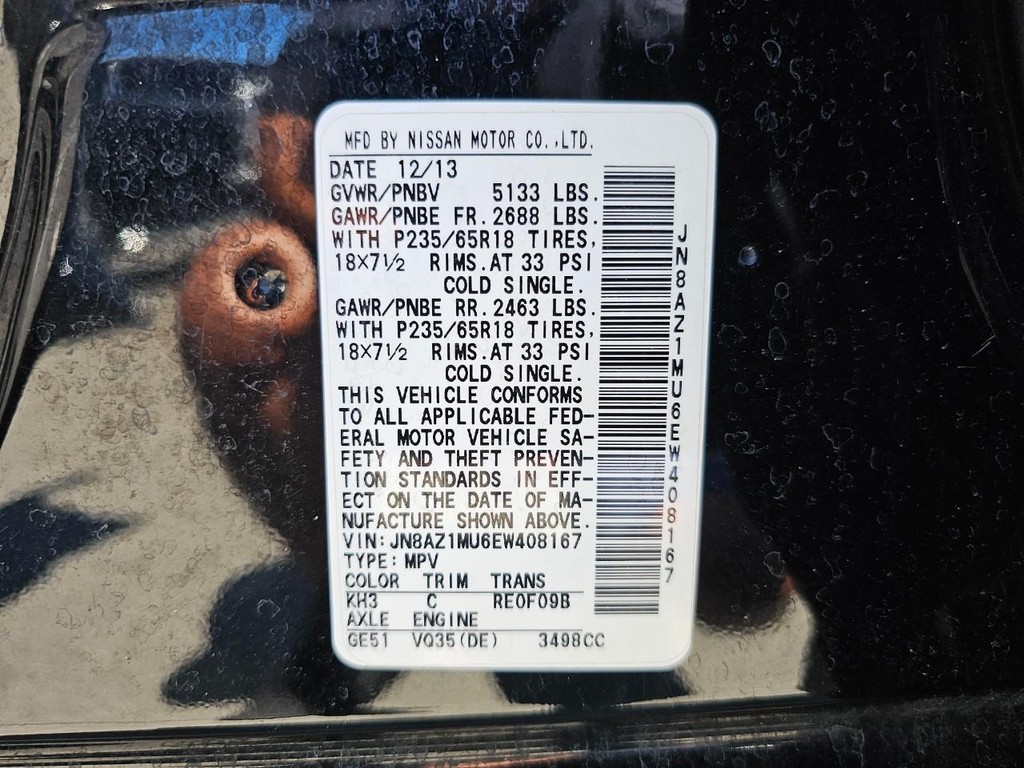 MFD BY NISSAN MOTOR CO.,LTD.
DATE 12/13
GVWR/PNBV 5133 LBS.
GAWR/PNBE FR. 2688 LBS.
WITH P235/65R18 TIRES,
18×7½ RIMS.AT 33 PSI
COLD SINGLE.
GAWR/PNBE RR. 2463 LBS.
WITH P235/65R18 TIRES,
18×7½ RIMS.AT 33 PSI
COLD SINGLE.
THIS VEHICLE CONFORMS
TO ALL APPLICABLE FED-
ERAL MOTOR VEHICLE SA-
FETY AND THEFT PREVEN-
TION STANDARDS IN EFF-
ECT ON THE DATE OF MA-
NUFACTURE SHOWN ABOVE.
VIN:JN8AZ1MU6EW408167
TYPE:MPV
COLOR TRIM TRANS
KH3 C RE0F09B
AXLE ENGINE
GE51 VQ35(DE) 3498CC
JN8AZ1MU6EW408167